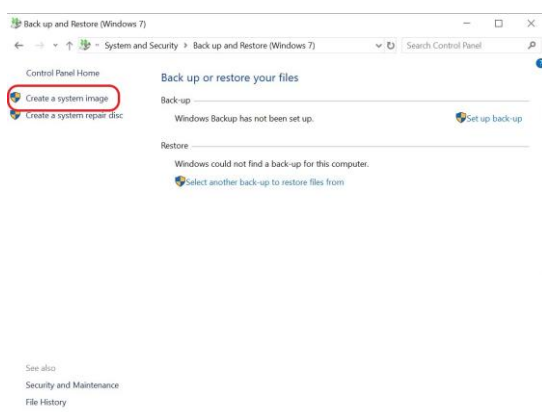 Back up and Restore (Windows 7)
System and Security > Back up and Restore (Windows 7)
Search Control Panel
Control Panel Home
Back up or restore your files
Create a system image
Back-up
Create a system repair disc
Windows Backup has not been set up.
Set up back-up
Restore
Windows could not find a back-up for this computer.
Select another back-up to restore files from
See also
Security and Maintenance
File History